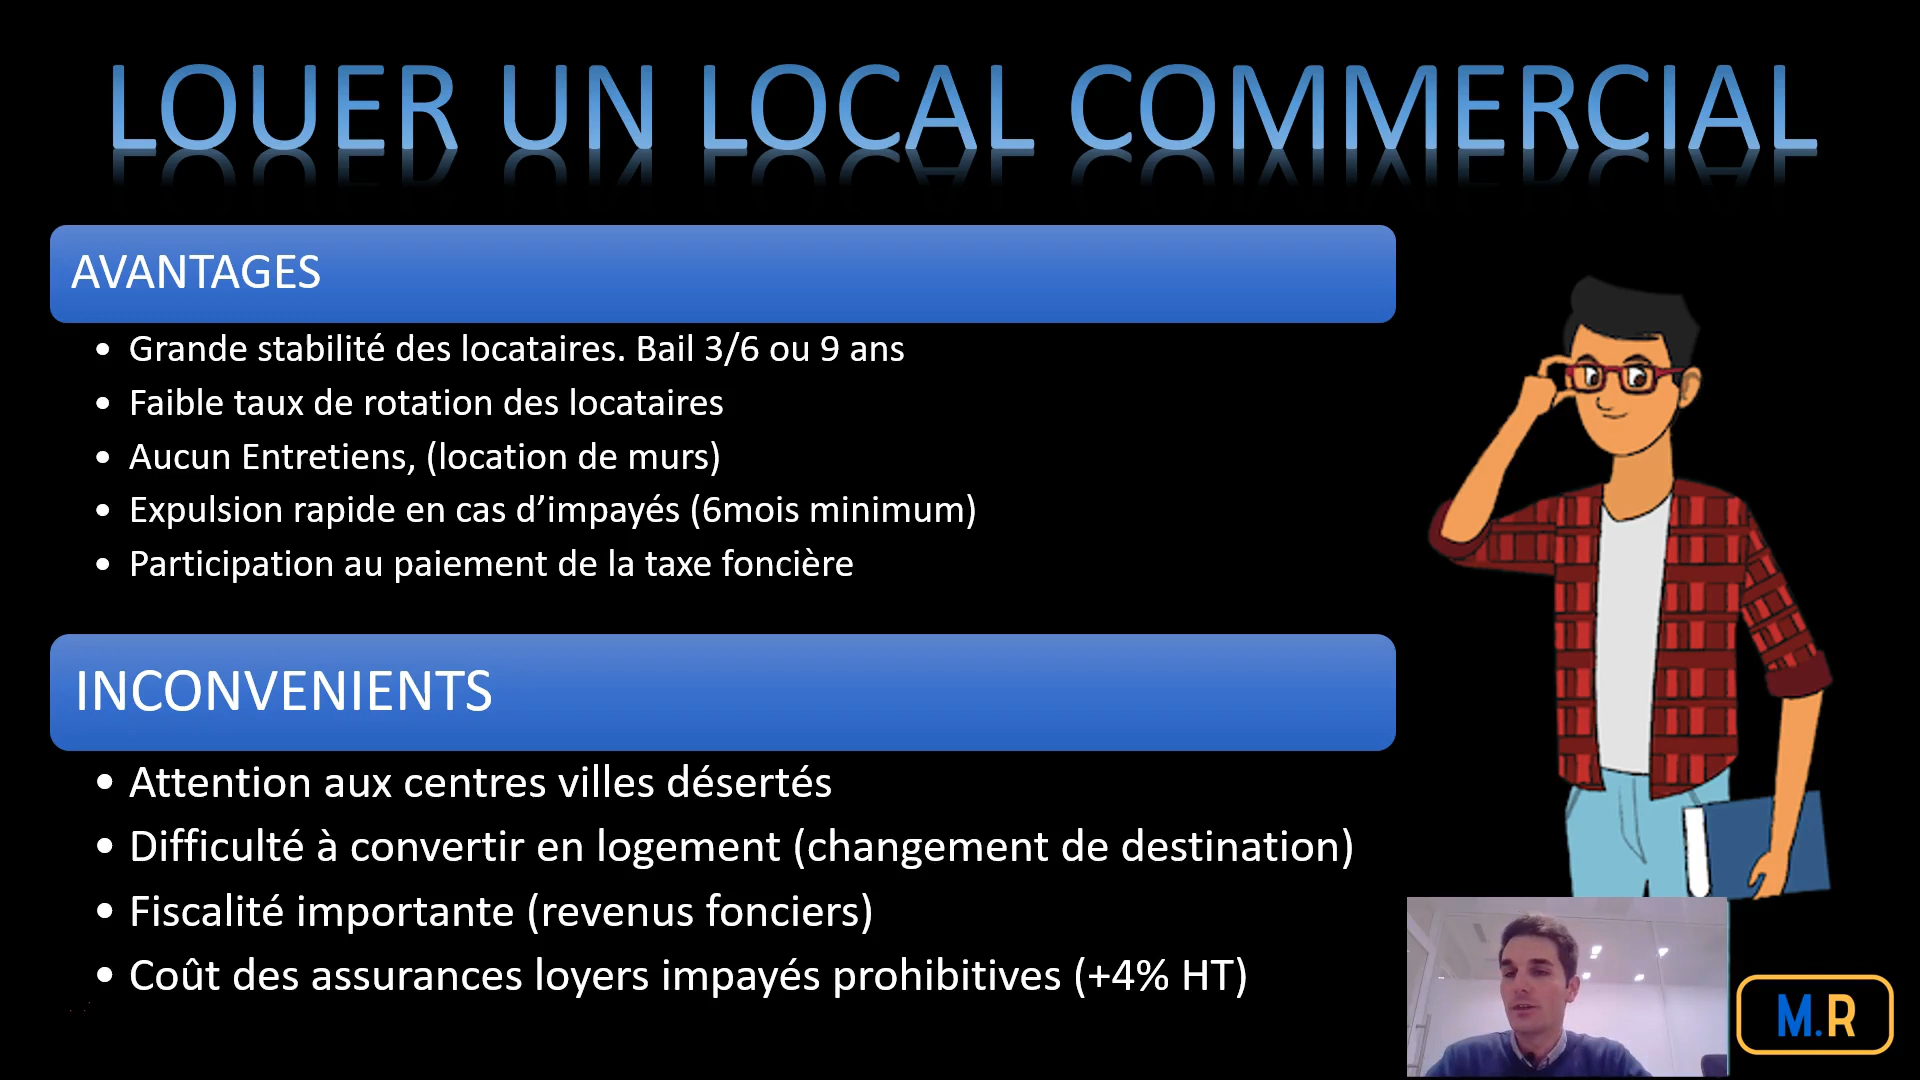 LOUER UN LOCAL COMMERCIAL
AVANTAGES
• Grande stabilité des locataires. Bail 3/6 ou 9 ans
• Faible taux de rotation des locataires
• Aucun Entretiens, (location de murs)
• Expulsion rapide en cas d’impayés (6mois minimum)
• Participation au paiement de la taxe foncière
INCONVENIENTS
• Attention aux centres villes désertés
• Difficulté à convertir en logement (changement de destination)
• Fiscalité importante (revenus fonciers)
• Coût des assurances loyers impayés prohibitives (+4% HT)
M.R